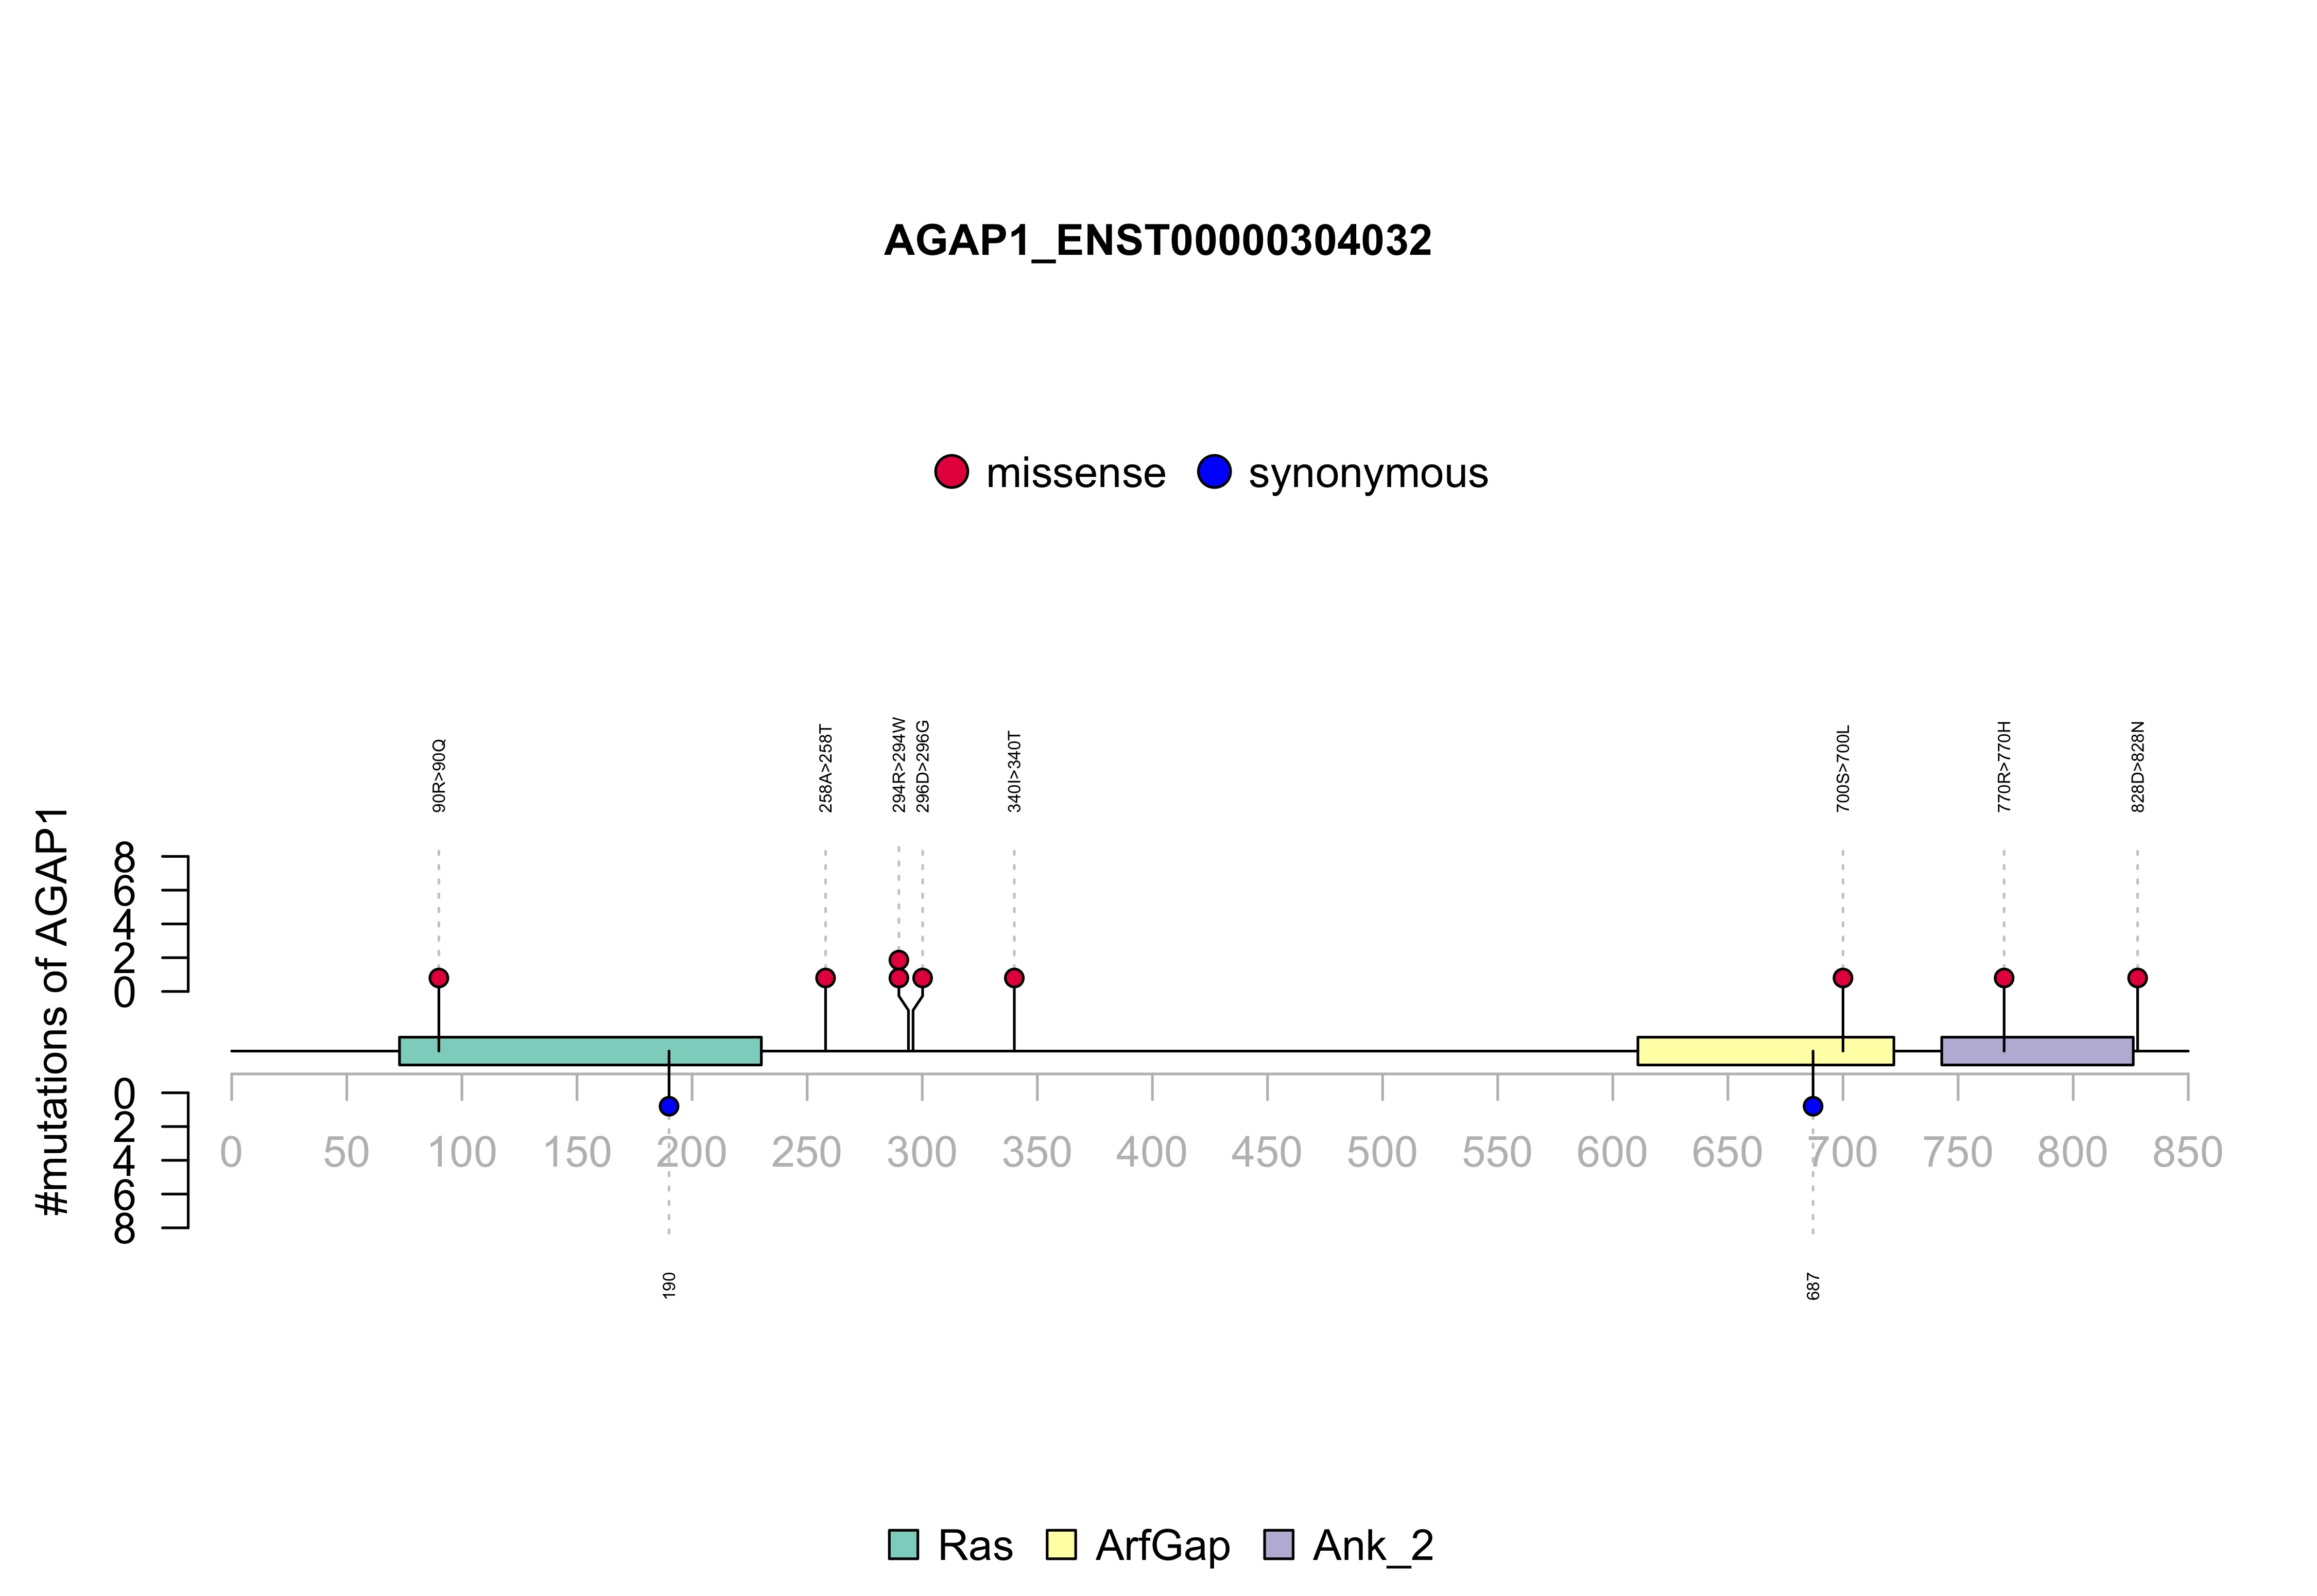 AGAP1_ENST00000304032
missense synonymous
90R>90Q
258A>258T
294R>294W
296D>296G
340I>340T
700S>700L
770R>770H
828D>828N
#mutations of AGAP1
8
6
4
2
0
0
2
4
6
8
0 50 100 150 200 250 300 350 400 450 500 550 600 650 700 750 800 850
190
687
Ras ArfGap Ank_2